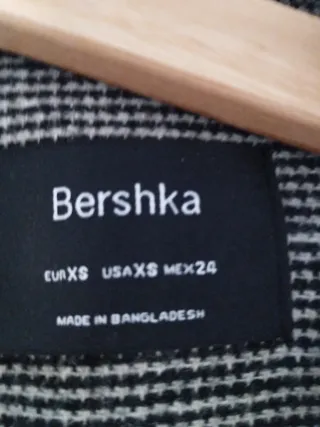 Bershka
EUR XS USA XS MEX 24
MADE IN BANGLADESH